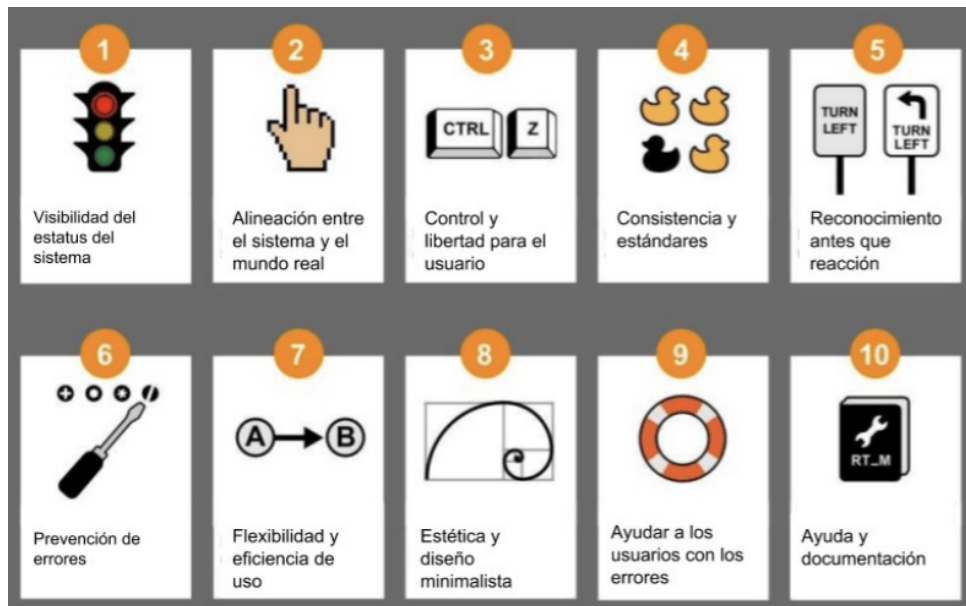 1
2
3
4
5
CTRL Z
TURN
LEFT
TURN
LEFT
Visibilidad del
estatus del
sistema
Alineación entre
el sistema y el
mundo real
Control y
libertad para el
usuario
Consistencia y
estándares
Reconocimiento
antes que
reacción
6
7
8
9
10
A B
RT_M
Prevención de
errores
Flexibilidad y
eficiencia de
uso
Estética y
diseño
minimalista
Ayudar a los
usuarios con los
errores
Ayuda y
documentación